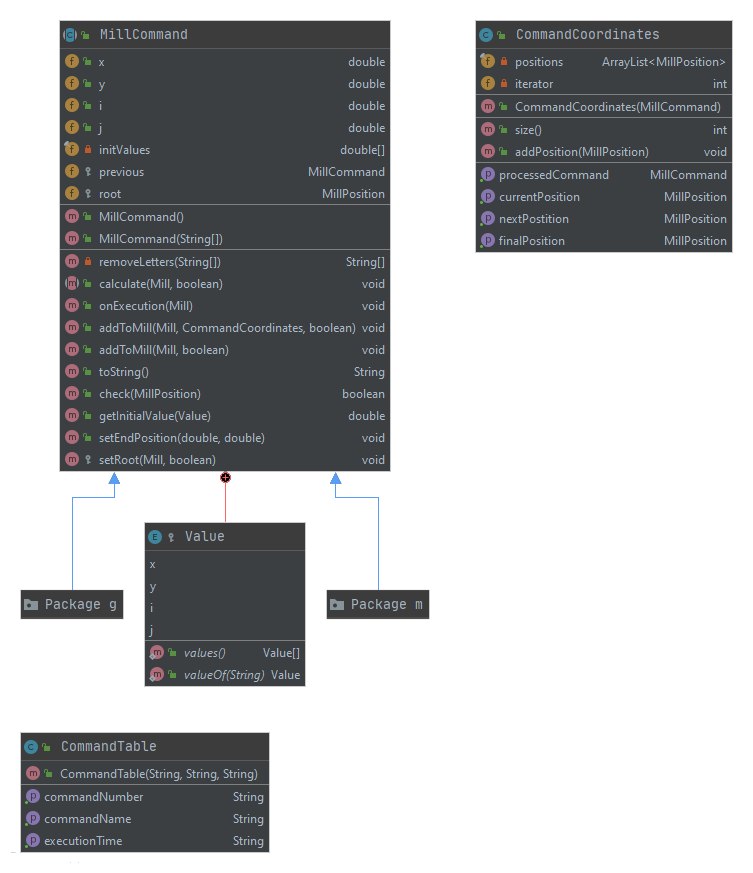 MillCommand
x double
y double
i double
j double
initValues double[]
previous MillCommand
root MillPosition
MillCommand()
MillCommand(String[])
removeLetters(String[]) String[]
calculate(Mill, boolean) void
onExecution(Mill) void
addToMill(Mill, CommandCoordinates, boolean) void
addToMill(Mill, boolean) void
toString() String
check(MillPosition) boolean
getInitialValue(Value) double
setEndPosition(double, double) void
setRoot(Mill, boolean) void
CommandCoordinates
positions ArrayList<MillPosition>
iterator int
CommandCoordinates(MillCommand)
size() int
addPosition(MillPosition) void
processedCommand MillCommand
currentPosition MillPosition
nextPostition MillPosition
finalPosition MillPosition
Package g
Value
x
y
i
j
values() Value[]
valueOf(String) Value
Package m
CommandTable
CommandTable(String, String, String)
commandNumber String
commandName String
executionTime String